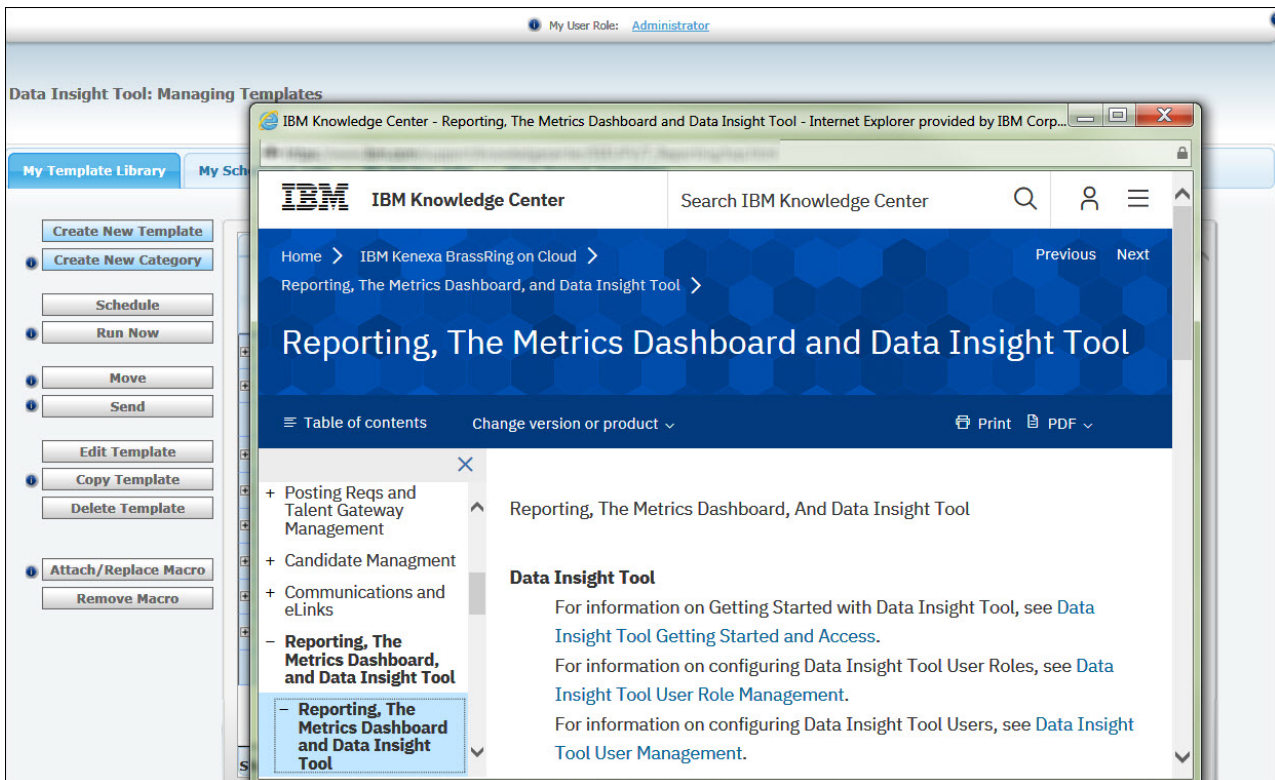 My User Role: Administrator
Data Insight Tool: Managing Templates
IBM Knowledge Center - Reporting, The Metrics Dashboard and Data Insight Tool - Internet Explorer provided by IBM Corp...
My Template Library
My Sch
IBM
IBM Knowledge Center
Search IBM Knowledge Center
Create New Template
Create New Category
Schedule
Run Now
Move
Send
Edit Template
Copy Template
Delete Template
Attach/Replace Macro
Remove Macro
Home > IBM Kenexa BrassRing on Cloud >
Previous Next
Reporting, The Metrics Dashboard, and Data Insight Tool >
Reporting, The Metrics Dashboard and Data Insight Tool
Table of contents
Change version or product
Print
PDF
+ Posting Reqs and
Talent Gateway
Management
+ Candidate Managment
+ Communications and
eLinks
– Reporting, The
Metrics Dashboard,
and Data Insight Tool
– Reporting, The
Metrics Dashboard
and Data Insight
Tool
Reporting, The Metrics Dashboard, And Data Insight Tool
Data Insight Tool
For information on Getting Started with Data Insight Tool, see Data
Insight Tool Getting Started and Access.
For information on configuring Data Insight Tool User Roles, see Data
Insight Tool User Role Management.
For information on configuring Data Insight Tool Users, see Data Insight
Tool User Management.